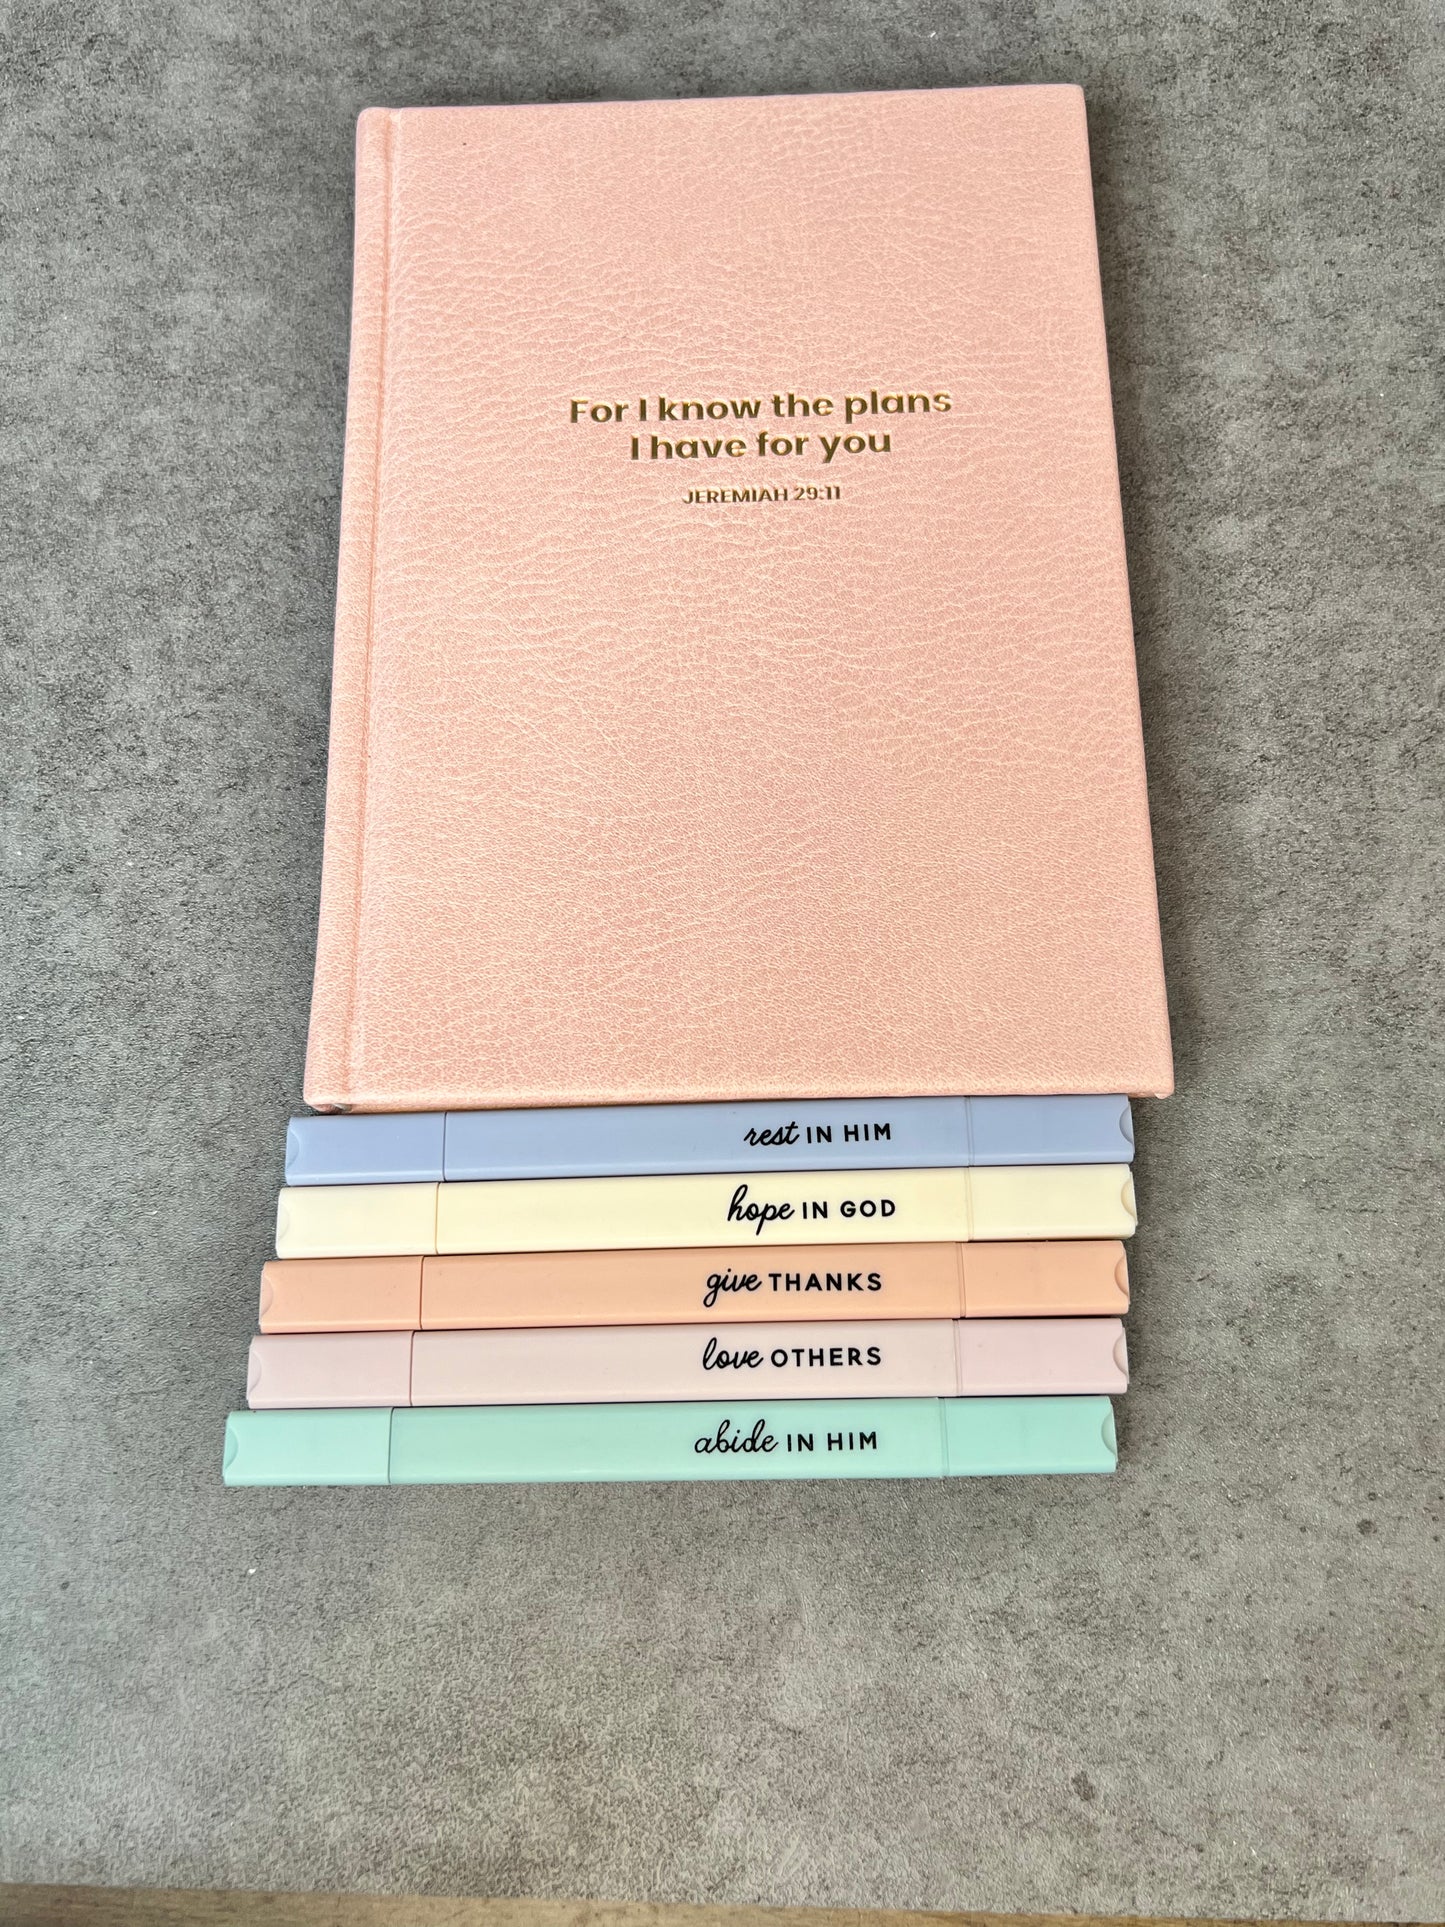 For I know the plans
I have for you
JEREMIAH 29:11
rest IN HIM
hope IN GOD
give THANKS
love OTHERS
abide IN HIM